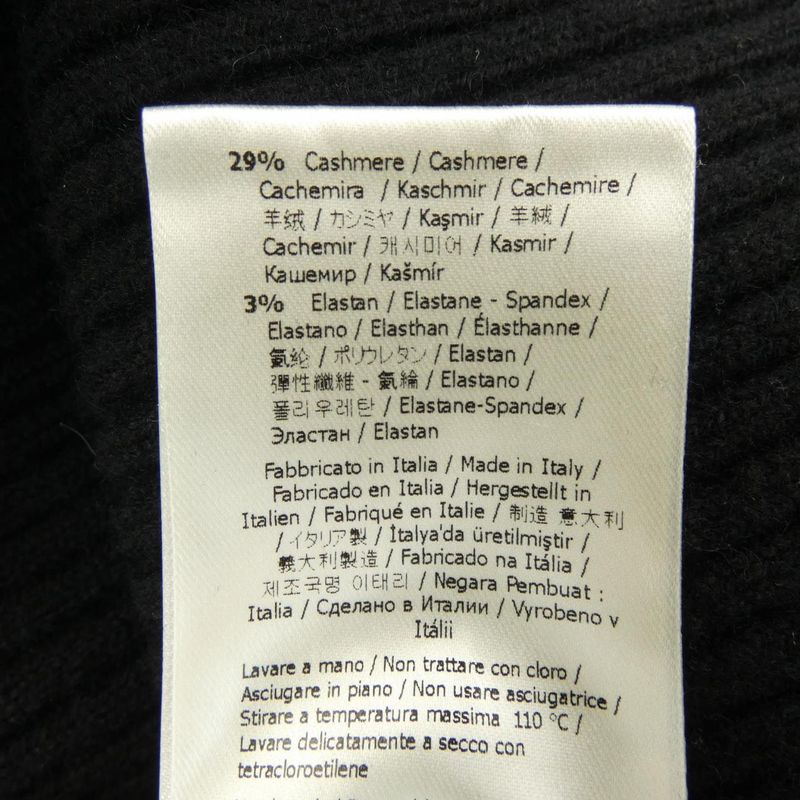 29% Cashmere / Cashmere /
Cachemira / Kaschmir / Cachemire /
羊绒 / カシミヤ / Kaşmir / 羊絨 /
Cachemir / 캐시미어 / Kasmir /
Кашемир / Kašmír
3% Elastan / Elastane - Spandex /
Elastano / Elasthan / Élasthanne /
氨纶 / ポリウレタン / Elastan /
彈性纖維 - 氨綸 / Elastano /
폴리우레탄 / Elastane-Spandex /
Эластан / Elastan
Fabbricato in Italia / Made in Italy /
Fabricado en Italia / Hergestellt in
Italien / Fabriqué en Italie / 制造 意大利
/ イタリア製 / İtalya'da üretilmiştir /
義大利製造 / Fabricado na Itália /
제조국명 이태리 / Negara Pembuat :
Italia / Сделано в Италии / Vyrobeno v
Itálii
Lavare a mano / Non trattare con cloro /
Asciugare in piano / Non usare asciugatrice /
Stirare a temperatura massima 110 °C /
Lavare delicatamente a secco con
tetracloroetilene